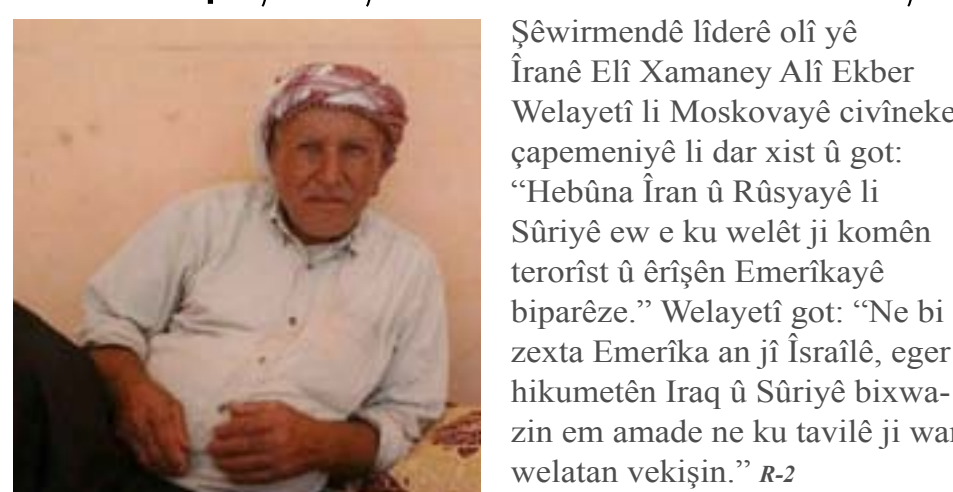 Şêwirmendê lîderê olî yê
Îranê Elî Xamaney Alî Ekber
Welayetî li Moskovayê civîneke
çapemeniyê li dar xist û got:
“Hebûna Îran û Rûsyayê li
Sûriyê ew e ku welêt ji komên
terorîst û êrîşên Emerîkayê
biparêze.” Welayetî got: “Ne bi
zexta Emerîka an jî Îsraîlê, eger
hikumetên Iraq û Sûriyê bixwa-
zin em amade ne ku tavilê ji wan
welatan vekişin.” R-2